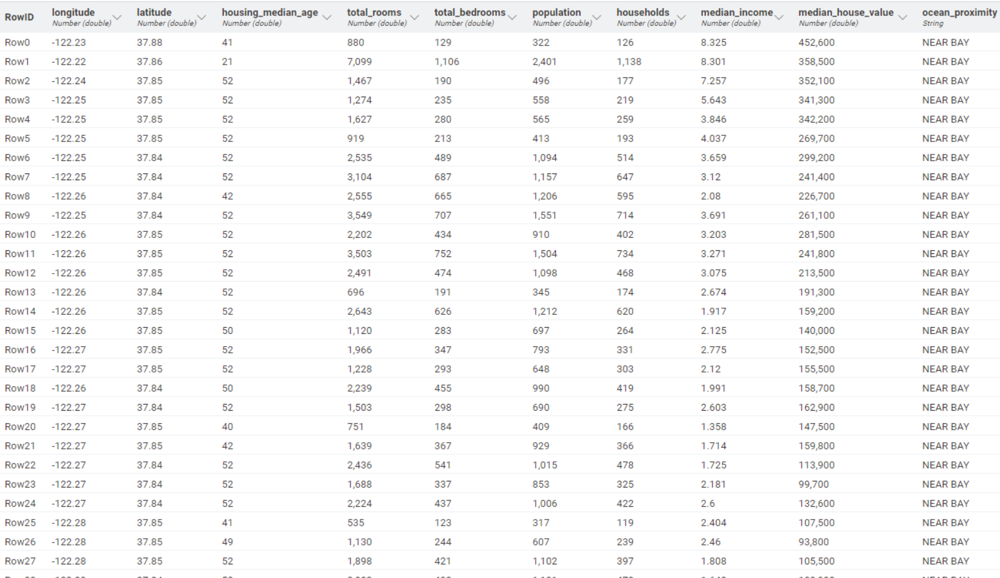 RowID longitude latitude housing_median_age total_rooms total_bedrooms population households median_income median_house_value ocean_proximity
Number (double) Number (double) Number (double) Number (double) Number (double) Number (double) Number (double) Number (double) Number (double) String
Row0 -122.23 37.88 41 880 129 322 126 8.325 452,600 NEAR BAY
Row1 -122.22 37.86 21 7,099 1,106 2,401 1,138 8.301 358,500 NEAR BAY
Row2 -122.24 37.85 52 1,467 190 496 177 7.257 352,100 NEAR BAY
Row3 -122.25 37.85 52 1,274 235 558 219 5.643 341,300 NEAR BAY
Row4 -122.25 37.85 52 1,627 280 565 259 3.846 342,200 NEAR BAY
Row5 -122.25 37.85 52 919 213 413 193 4.037 269,700 NEAR BAY
Row6 -122.25 37.84 52 2,535 489 1,094 514 3.659 299,200 NEAR BAY
Row7 -122.25 37.84 52 3,104 687 1,157 647 3.12 241,400 NEAR BAY
Row8 -122.26 37.84 42 2,555 665 1,206 595 2.08 226,700 NEAR BAY
Row9 -122.25 37.84 52 3,549 707 1,551 714 3.691 261,100 NEAR BAY
Row10 -122.26 37.85 52 2,202 434 910 402 3.203 281,500 NEAR BAY
Row11 -122.26 37.85 52 3,503 752 1,504 734 3.271 241,800 NEAR BAY
Row12 -122.26 37.85 52 2,491 474 1,098 468 3.075 213,500 NEAR BAY
Row13 -122.26 37.84 52 696 191 345 174 2.674 191,300 NEAR BAY
Row14 -122.26 37.85 52 2,643 626 1,212 620 1.917 159,200 NEAR BAY
Row15 -122.26 37.85 50 1,120 283 697 264 2.125 140,000 NEAR BAY
Row16 -122.27 37.85 52 1,966 347 793 331 2.775 152,500 NEAR BAY
Row17 -122.27 37.85 52 1,228 293 648 303 2.12 155,500 NEAR BAY
Row18 -122.26 37.84 50 2,239 455 990 419 1.991 158,700 NEAR BAY
Row19 -122.27 37.84 52 1,503 298 690 275 2.603 162,900 NEAR BAY
Row20 -122.27 37.85 40 751 184 409 166 1.358 147,500 NEAR BAY
Row21 -122.27 37.85 42 1,639 367 929 366 1.714 159,800 NEAR BAY
Row22 -122.27 37.84 52 2,436 541 1,015 478 1.725 113,900 NEAR BAY
Row23 -122.27 37.84 52 1,688 337 853 325 2.181 99,700 NEAR BAY
Row24 -122.27 37.84 52 2,224 437 1,006 422 2.6 132,600 NEAR BAY
Row25 -122.28 37.85 41 535 123 317 119 2.404 107,500 NEAR BAY
Row26 -122.28 37.85 49 1,130 244 607 239 2.46 93,800 NEAR BAY
Row27 -122.28 37.85 52 1,898 421 1,102 397 1.808 105,500 NEAR BAY